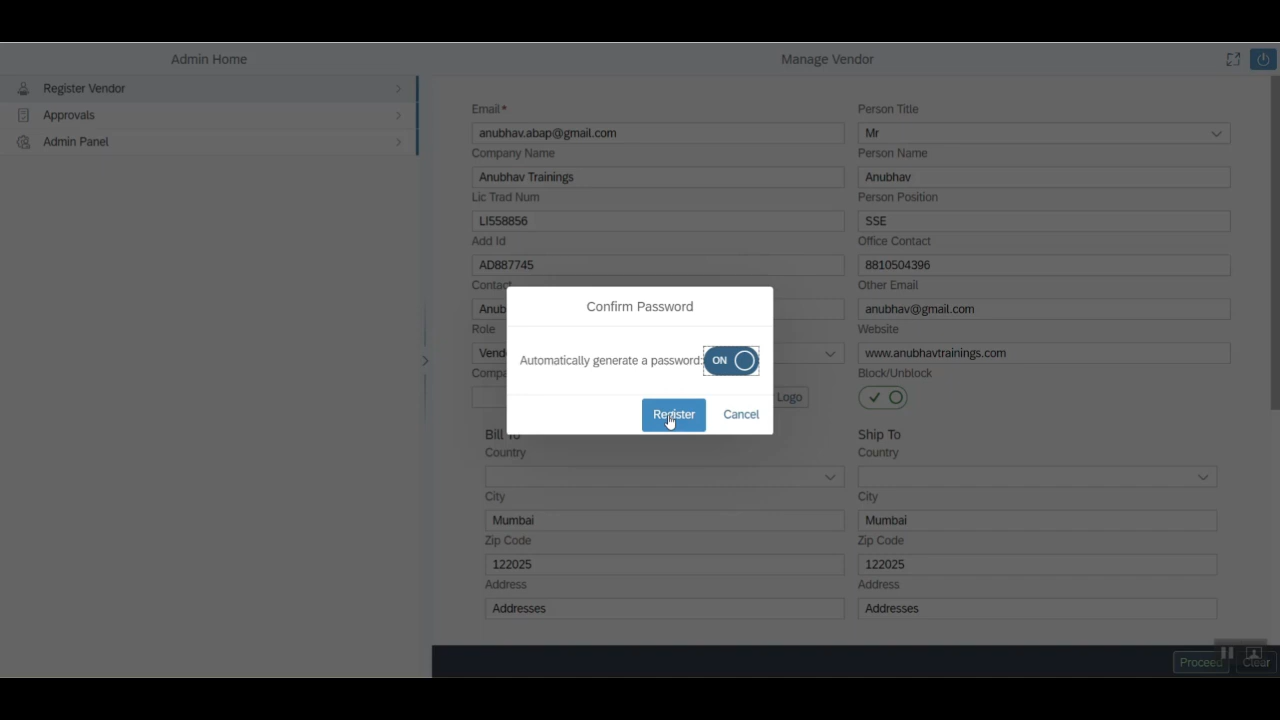 Admin Home
Manage Vendor
Register Vendor
Approvals
Admin Panel
Email*
Person Title
anubhav.abap@gmail.com
Mr
Company Name
Person Name
Anubhav Trainings
Anubhav
Lic Trad Num
Person Position
LI558856
SSE
Add Id
Office Contact
AD887745
8810504396
Contact
Other Email
Anub
anubhav@gmail.com
Role
Website
Vend
www.anubhavtrainings.com
Compa
Block/Unblock
Logo
Confirm Password
Automatically generate a password:
ON
Register
Cancel
Bill To
Ship To
Country
Country
City
City
Mumbai
Mumbai
Zip Code
Zip Code
122025
122025
Address
Address
Addresses
Addresses
Proceed
Clear